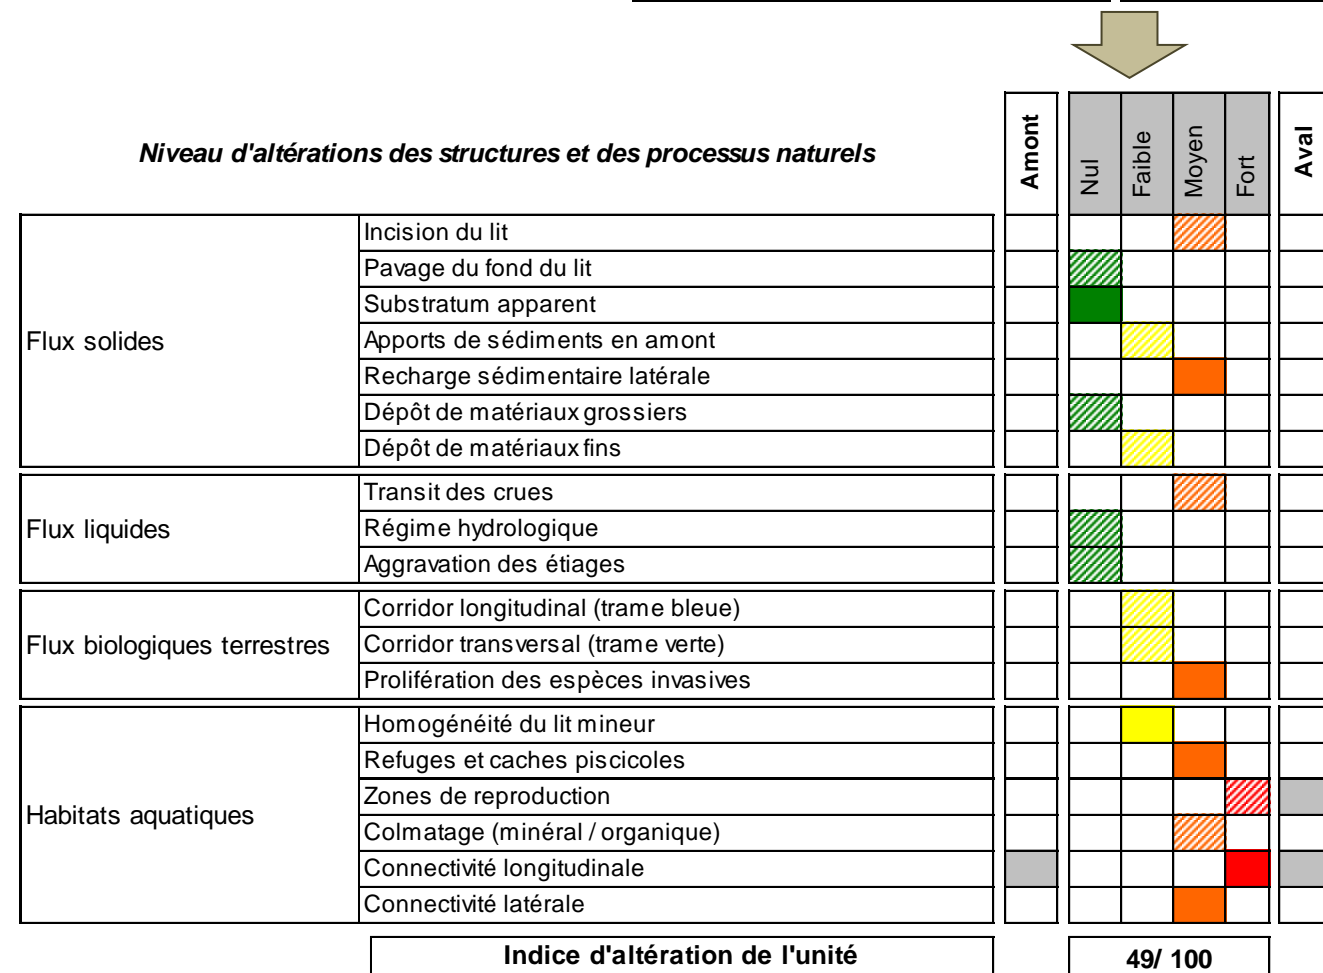 Niveau d'altérations des structures et des processus naturels
Amont
Nul
Faible
Moyen
Fort
Aval
Flux solides
Incision du lit
Pavage du fond du lit
Substratum apparent
Apports de sédiments en amont
Recharge sédimentaire latérale
Dépôt de matériaux grossiers
Dépôt de matériaux fins
Flux liquides
Transit des crues
Régime hydrologique
Aggravation des étiages
Flux biologiques terrestres
Corridor longitudinal (trame bleue)
Corridor transversal (trame verte)
Prolifération des espèces invasives
Habitats aquatiques
Homogénéité du lit mineur
Refuges et caches piscicoles
Zones de reproduction
Colmatage (minéral / organique)
Connectivité longitudinale
Connectivité latérale
Indice d'altération de l'unité
49/ 100